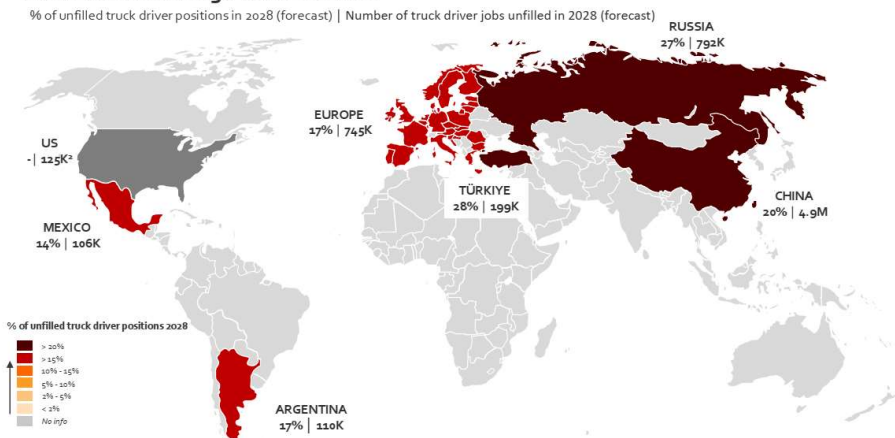 % of unfilled truck driver positions in 2028 (forecast) | Number of truck driver jobs unfilled in 2028 (forecast)
RUSSIA
27% | 792K
EUROPE
17% | 745K
US
-| 125K²
TÜRKIYE
28% | 199K
CHINA
20% | 4.9M
MEXICO
14% | 106K
% of unfilled truck driver positions 2028
> 20%
> 15%
10% - 15%
5% - 10%
2% - 5%
< 2%
No info
ARGENTINA
17% | 110K